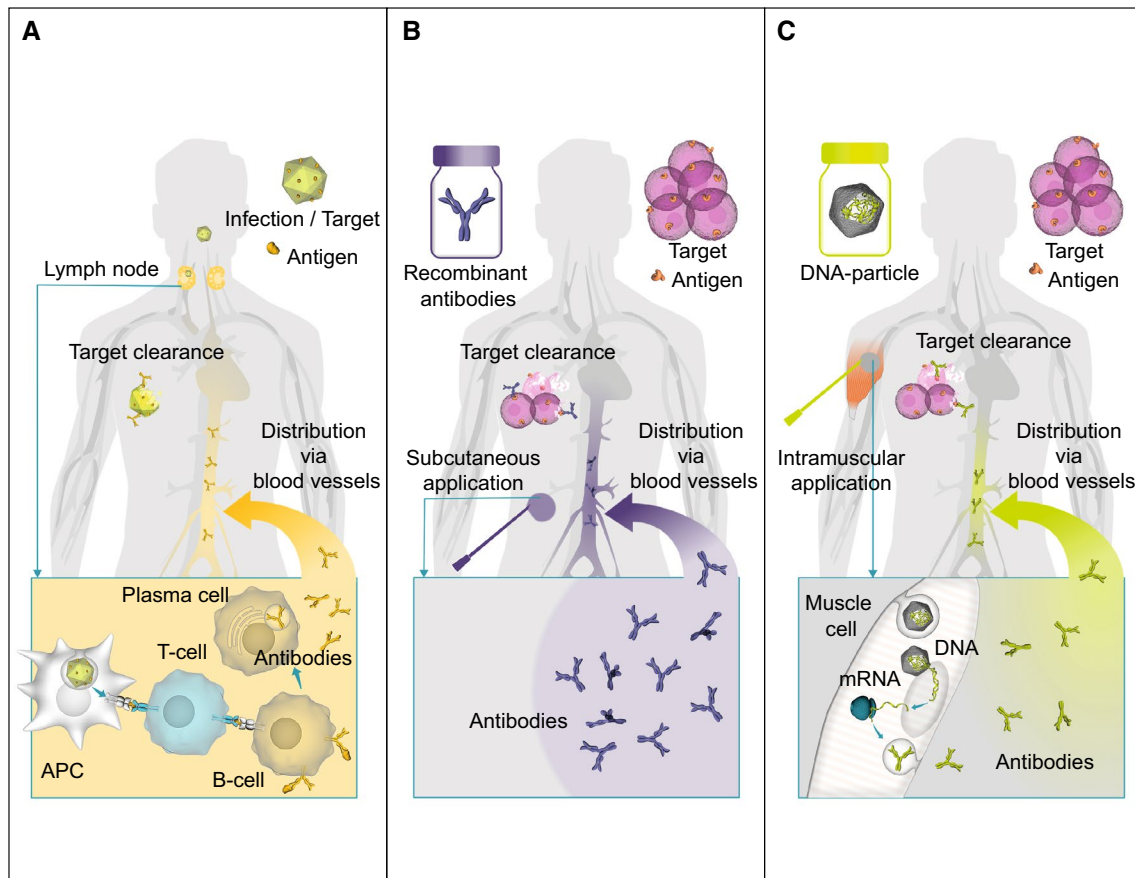 A
Infection / Target
Antigen
Lymph node
Target clearance
Distribution
via
blood vessels
Plasma cell
T-cell
Antibodies
APC
B-cell
B
Recombinant
antibodies
Target
Antigen
Target clearance
Subcutaneous
application
Distribution
via
blood vessels
Antibodies
C
DNA-particle
Target
Antigen
Target clearance
Intramuscular
application
Distribution
via
blood vessels
Muscle
cell
DNA
mRNA
Antibodies